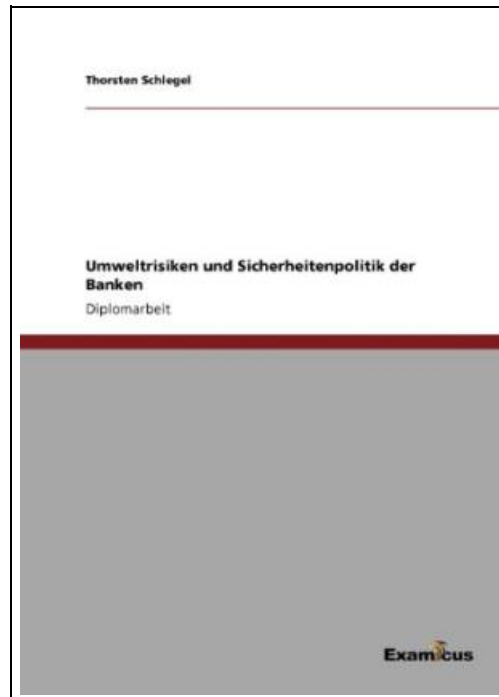 Thorsten Schlegel
Umweltrisiken und Sicherheitenpolitik der
Banken
Diplomarbeit
Examicus